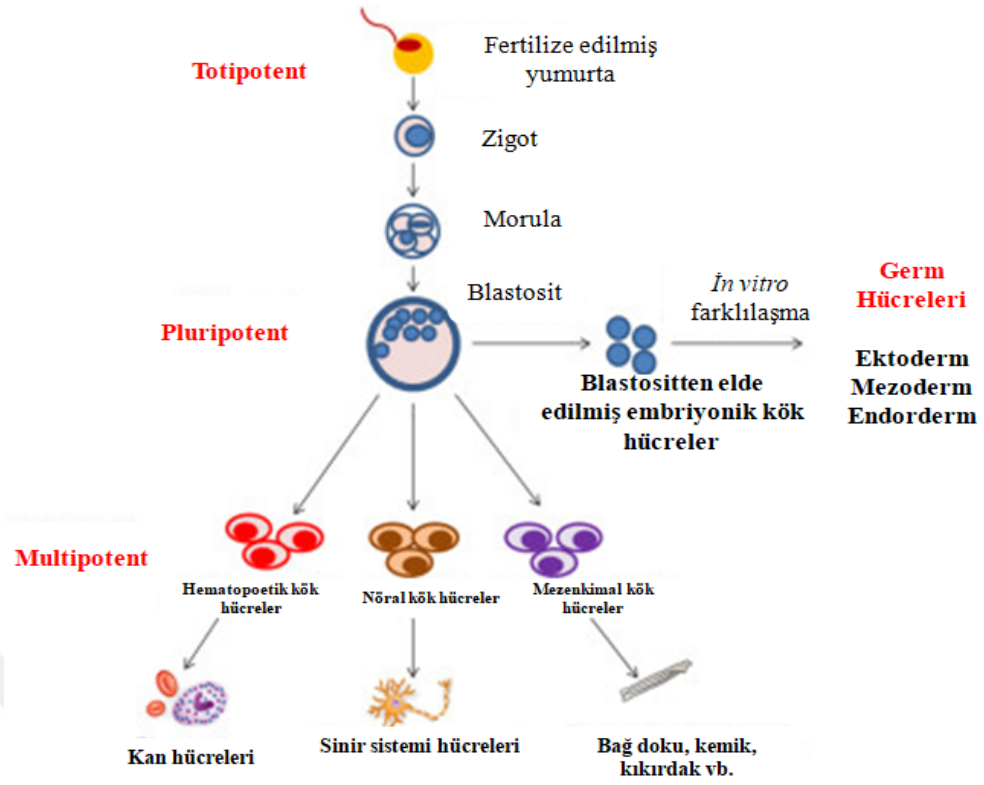 Totipotent
Fertilize edilmiş
yumurta
Zigot
Morula
Blastosit
Pluripotent
İn vitro
farklılaşma
Germ
Hücreleri
Ektoderm
Mezoderm
Endorderm
Blastositten elde
edilmiş embriyonik kök
hücreler
Multipotent
Hematopoetik kök
hücreler
Nöral kök hücreler
Mezenkimal kök
hücreler
Kan hücreleri
Sinir sistemi hücreleri
Bağ doku, kemik,
kıkırdak vb.